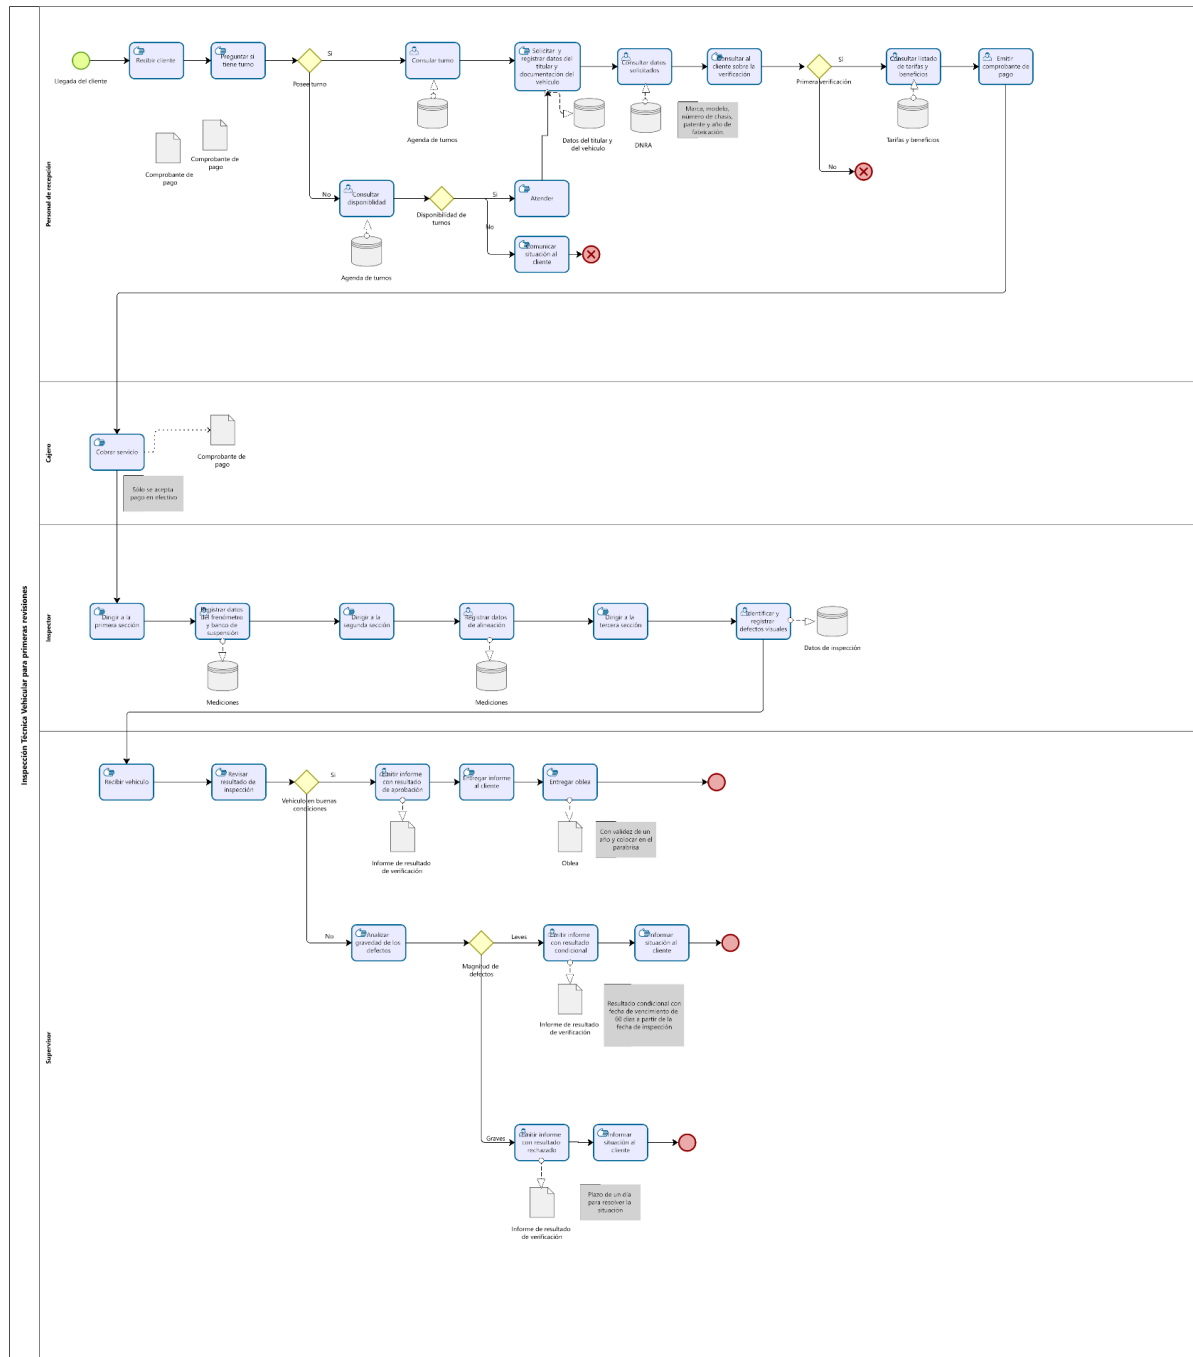 Inspección Técnica Vehicular para primeras revisiones
Personal de recepción
Llegada del cliente
Recibir cliente
Preguntar si
tiene turno
Posee turno
Si
Consular turno
Agenda de turnos
Solicitar y
registrar datos del
titular y
documentación del
vehículo
Datos del titular y
del vehículo
Consultar datos
solicitados
DNRA
Marca, modelo,
número de chasis,
patente y año de
fabricación.
Consultar al
cliente sobre la
verificación
Primera verificación
Sí
Consultar listado
de tarifas y
beneficios
Tarifas y beneficios
Emitir
comprobante de
pago
No
Comprobante de
pago
Comprobante de
pago
No
Consultar
disponiblidad
Agenda de turnos
Disponibilidad de
turnos
Si
Atender
No
Comunicar
situación al
cliente
Cajero
Cobrar servicio
Comprobante de
pago
Sólo se acepta
pago en efectivo
Inspector
Dirigir a la
primera sección
Registrar datos
del frenómetro
y banco de
suspensión
Mediciones
Dirigir a la
segunda sección
Registrar datos
de alineación
Mediciones
Dirigir a la
tercera sección
Identificar y
registrar
defectos visuales
Datos de inspección
Supervisor
Recibir vehículo
Revisar
resultado de
inspección
Vehículo en buenas
condiciones
Si
Emitir informe
con resultado
de aprobación
Informe de resultado
de verificación
Entregar informe
al cliente
Entregar oblea
Oblea
Con validez de un
año y colocar en el
parabrisa
No
Analizar
gravedad de los
defectos
Magnitud de
defectos
Leves
Emitir informe
con resultado
condicional
Informe de resultado
de verificación
Informar
situación al
cliente
Resultado condicional con
fecha de vencimiento de
60 días a partir de la
fecha de inspección
Graves
Emitir informe
con resultado
rechazado
Informe de resultado
de verificación
Informar
situación al
cliente
Plazo de un día
para resolver la
situación